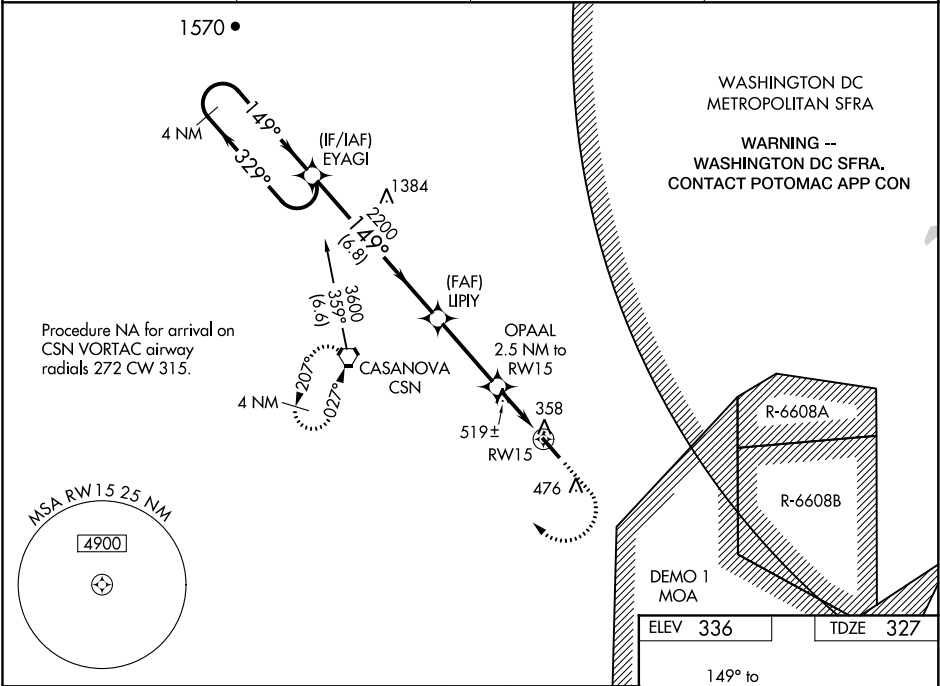 1570
WASHINGTON DC
METROPOLITAN SFRA
WARNING --
WASHINGTON DC SFRA.
CONTACT POTOMAC APP CON
4 NM
149°
329°
(IF/IAF)
EYAGI
1384
2200
149°
(6.8)
(FAF)
LIPIY
3600
359°
(6.6)
Procedure NA for arrival on
CSN VORTAC airway
radials 272 CW 315.
OPAAL
2.5 NM to
RW15
CASANOVA
CSN
207°
027°
4 NM
519±
358
RW15
476
R-6608A
R-6608B
MSA RW15 25 NM
4900
DEMO 1
MOA
ELEV 336
TDZE 327
149° to